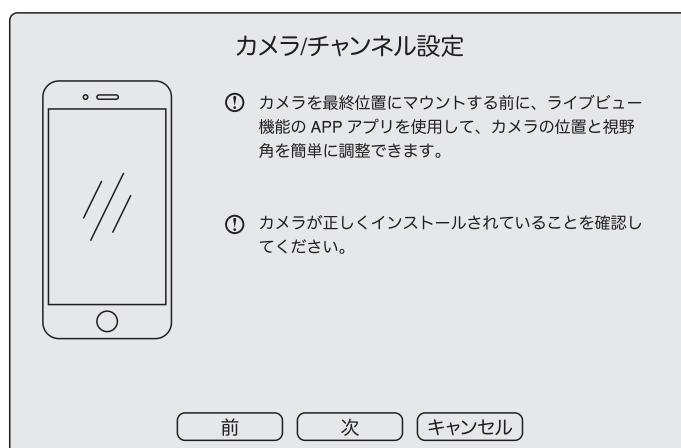 カメラ/チャンネル設定
カメラを最終位置にマウントする前に、ライブビュー
機能の APP アプリを使用して、カメラの位置と視野
角を簡単に調整できます。
カメラが正しくインストールされていることを確認し
てください。
前 次 キャンセル